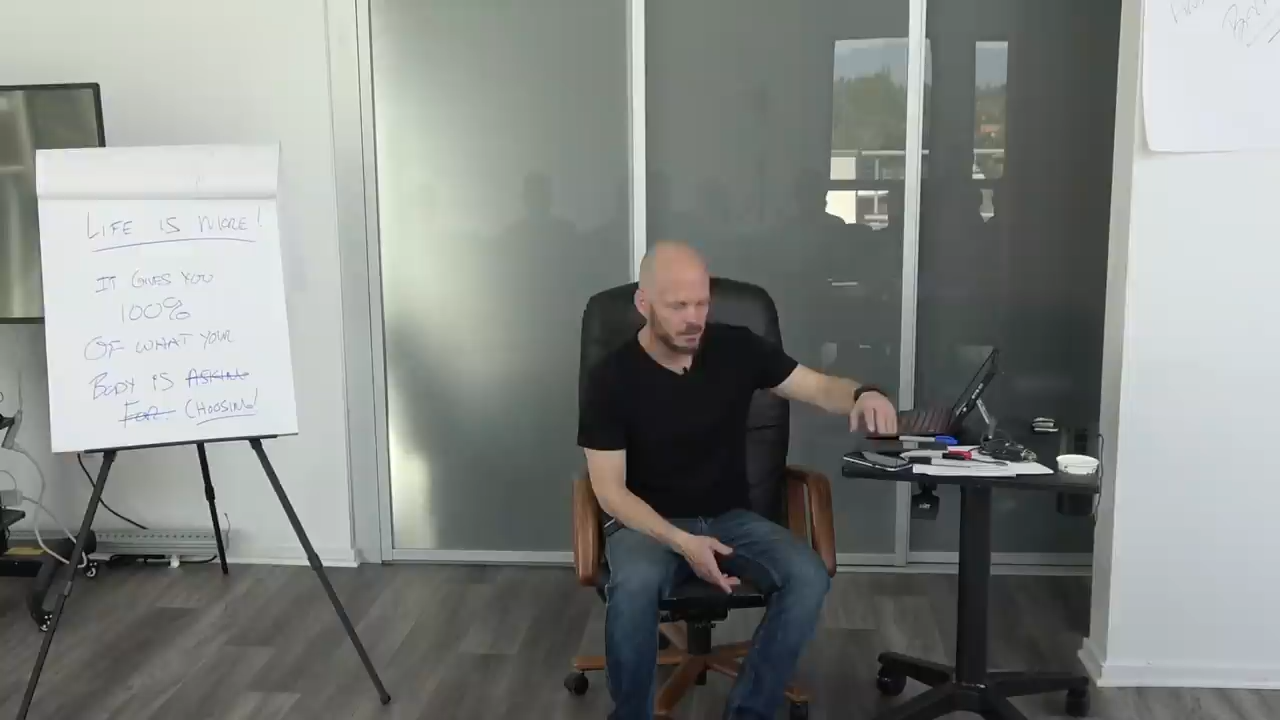 LIFE IS MORE!
IT GIVES YOU
100%
OF WHAT YOUR
BODY IS ASKING
FOR CHOOSING!